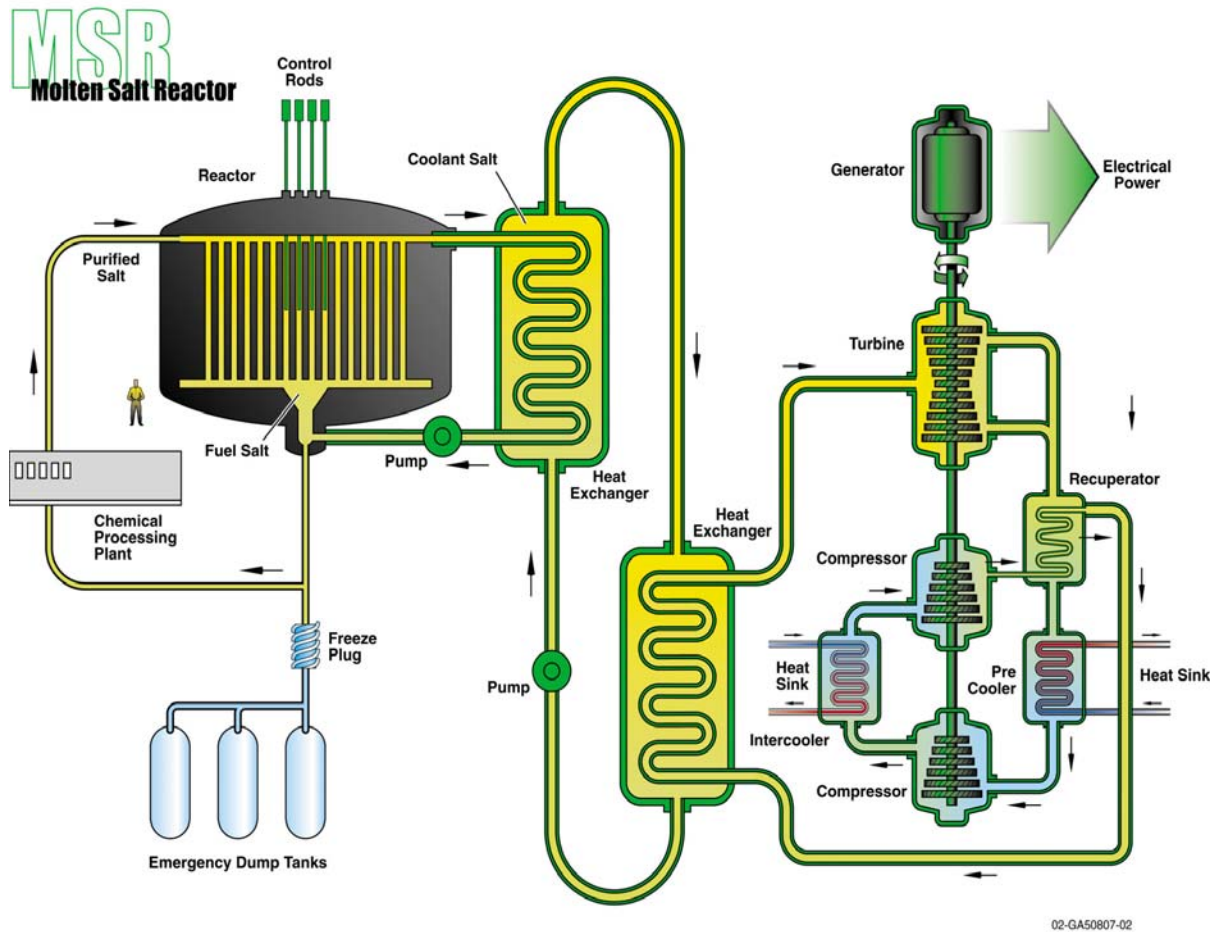 MSR
Molten Salt Reactor
Control
Rods
Reactor
Coolant Salt
Generator
Electrical
Power
Purified
Salt
Turbine
Fuel Salt
Pump
Heat
Exchanger
Recuperator
Chemical
Processing
Plant
Heat
Exchanger
Compressor
Freeze
Plug
Pump
Heat
Sink
Pre
Cooler
Heat Sink
Intercooler
Compressor
Emergency Dump Tanks
02-GA50807-02